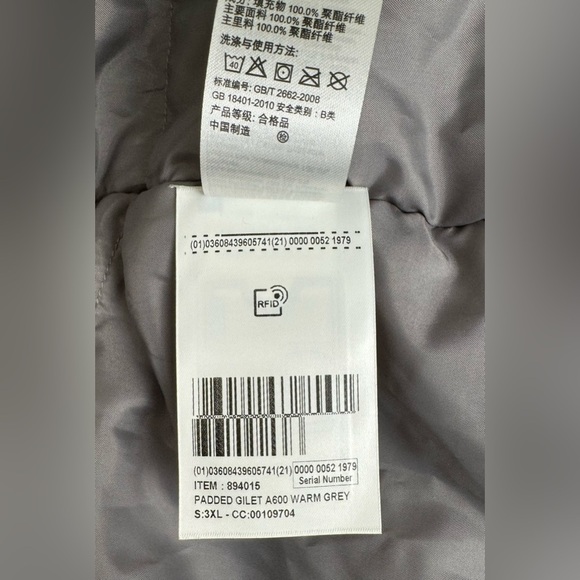 填充物 100.0% 聚酯纤维
主要面料 100.0% 聚酯纤维
主里料 100.0% 聚酯纤维
洗涤与使用方法:
40
标准编号: GB/T 2662-2008
GB 18401-2010 安全类别: B类
产品等级: 合格品
中国制造 检
(01)03608439605741(21) 0000 0052 1979
RFID
(01)03608439605741(21) 0000 0052 1979
Serial Number
ITEM : 894015
PADDED GILET A600 WARM GREY
S:3XL - CC:00109704